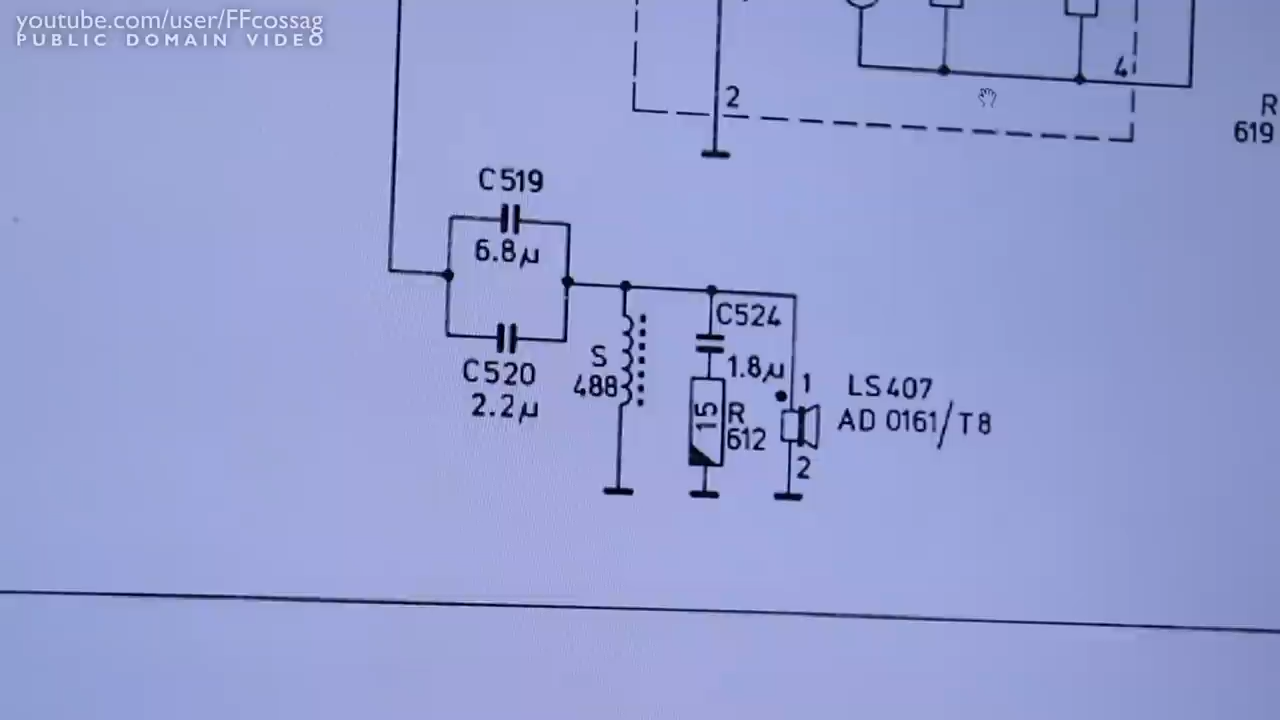 youtube.com/user/FFcossag
PUBLIC DOMAIN VIDEO
4
2
R
619
C519
6.8µ
C524
S
488
1.8µ
C520
2.2µ
1
LS407
15
R
612
AD 0161/T8
2